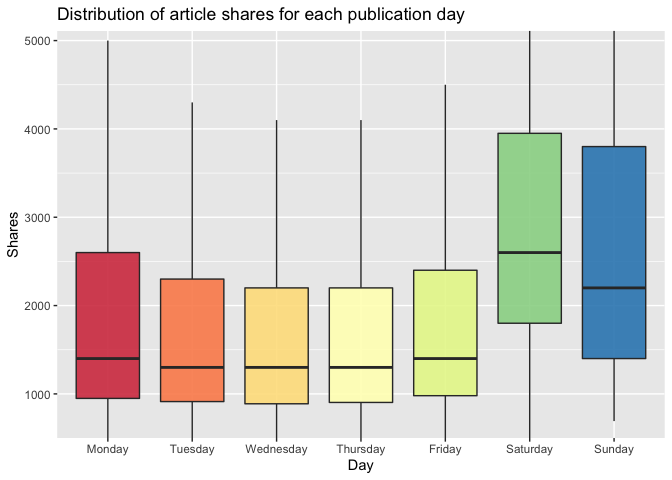 Distribution of article shares for each publication day
5000
4000
3000
2000
1000
Shares
Monday Tuesday Wednesday Thursday Friday Saturday Sunday
Day